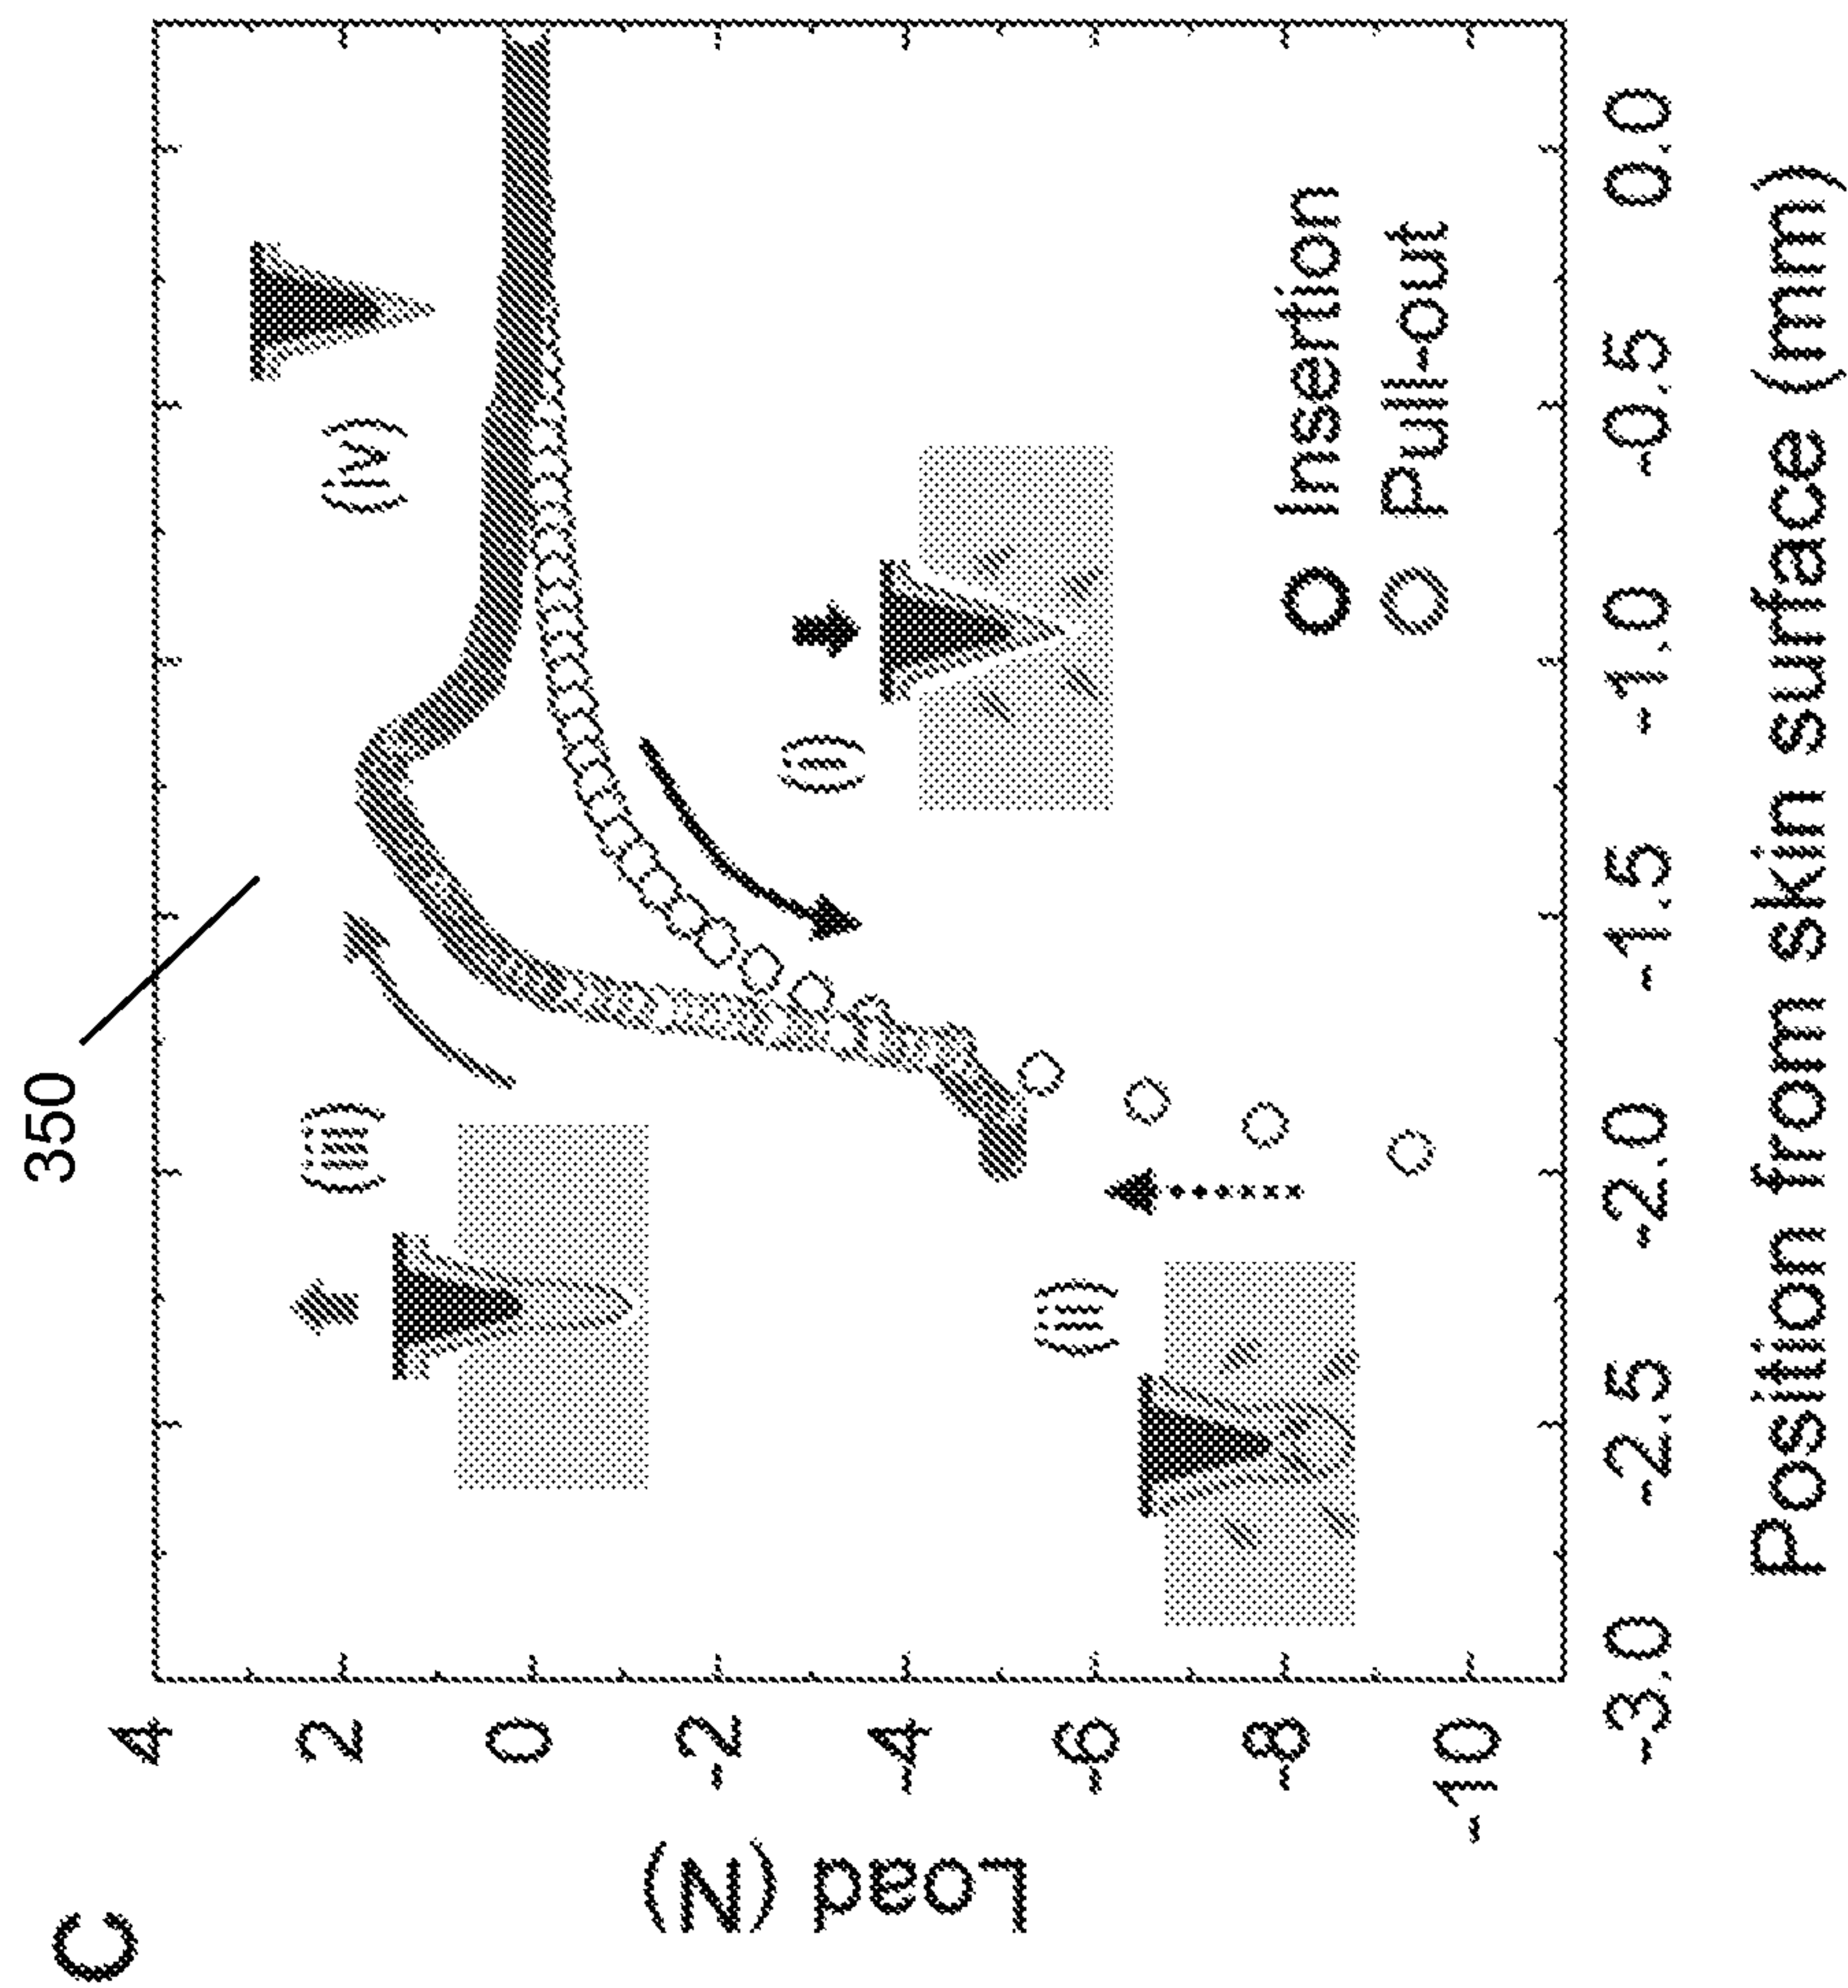 C
350
Load (N)
4
2
0
-2
-4
-6
-8
-10
(iii)
(iv)
(i)
(ii)
Insertion
Pull-out
-3.0 -2.5 -2.0 -1.5 -1.0 -0.5 0.0
Position from skin surface (mm)